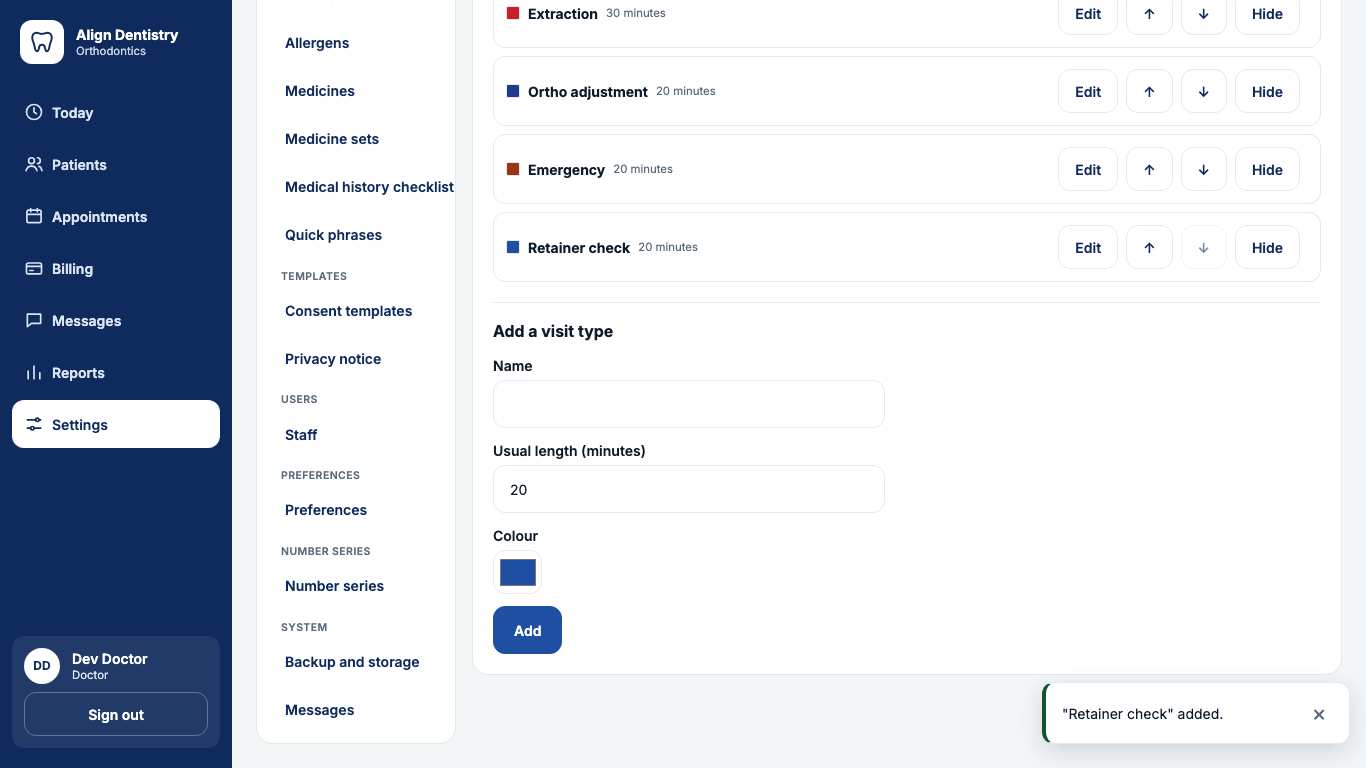 Align Dentistry
Orthodontics
Today
Patients
Appointments
Billing
Messages
Reports
Settings
DD
Dev Doctor
Doctor
Sign out
Allergens
Medicines
Medicine sets
Medical history checklist
Quick phrases
TEMPLATES
Consent templates
Privacy notice
USERS
Staff
PREFERENCES
Preferences
NUMBER SERIES
Number series
SYSTEM
Backup and storage
Messages
Extraction 30 minutes Edit ↑ ↓ Hide
Ortho adjustment 20 minutes Edit ↑ ↓ Hide
Emergency 20 minutes Edit ↑ ↓ Hide
Retainer check 20 minutes Edit ↑ ↓ Hide
Add a visit type
Name
Usual length (minutes)
20
Colour
Add
"Retainer check" added.